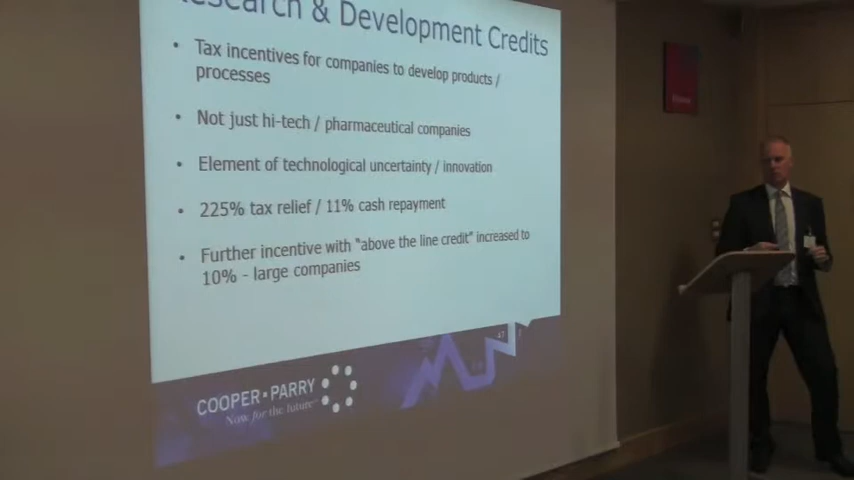 Research & Development Credits
• Tax incentives for companies to develop products /
processes
• Not just hi-tech / pharmaceutical companies
• Element of technological uncertainty / innovation
• 225% tax relief / 11% cash repayment
• Further incentive with "above the line credit" increased to
10% - large companies
COOPER • PARRY
Now for the future™